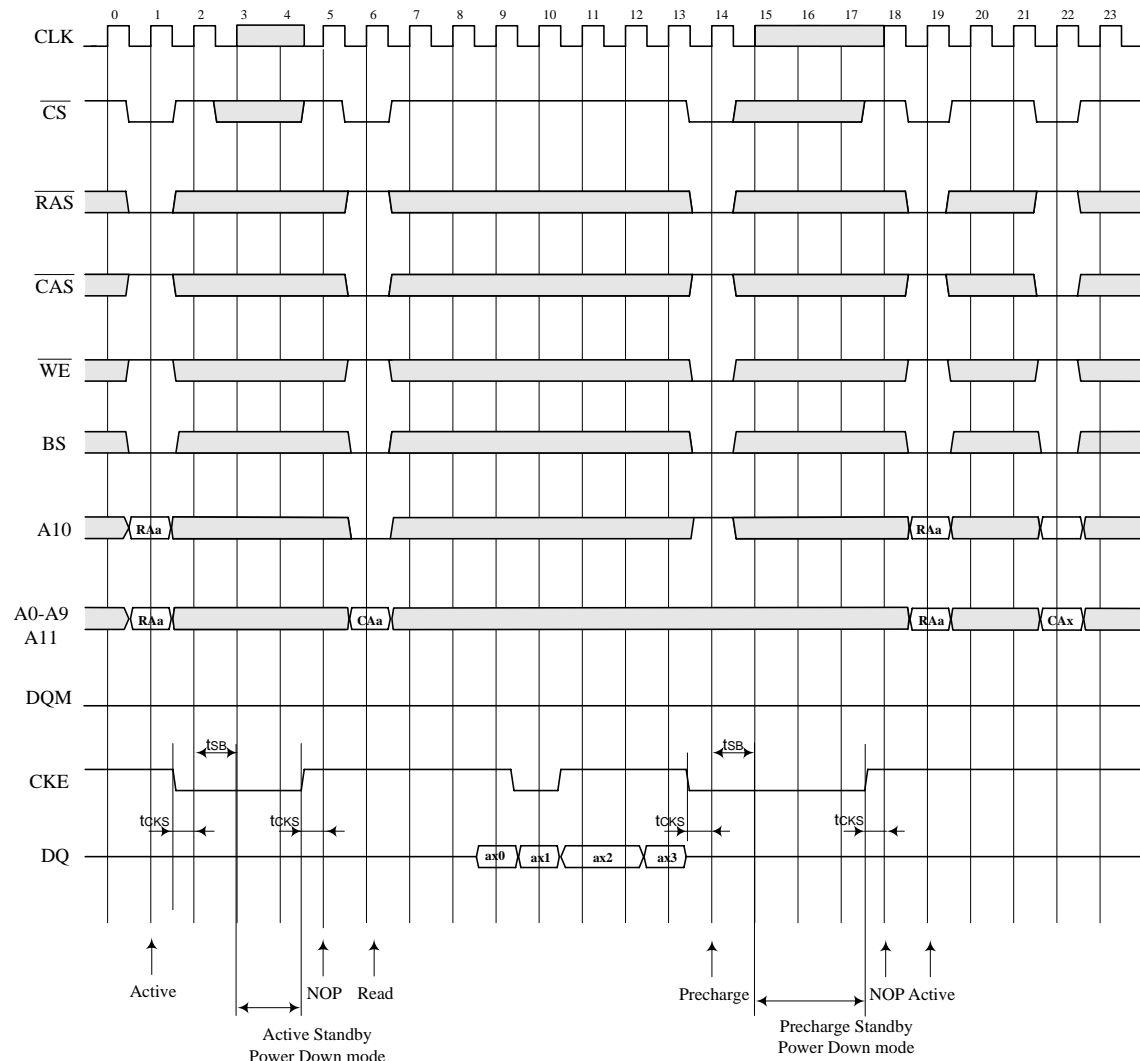 0 1 2 3 4 5 6 7 8 9 10 11 12 13 14 15 16 17 18 19 20 21 22 23
CLK
CS
RAS
CAS
WE
BS
A10 RAa RAa
A0-A9 RAa CAa RAa CAx
A11
DQM
tSB tSB
CKE
tCKS tCKS tCKS tCKS
DQ ax0 ax1 ax2 ax3
Active NOP Read Precharge NOP Active
Active Standby
Power Down mode
Precharge Standby
Power Down mode